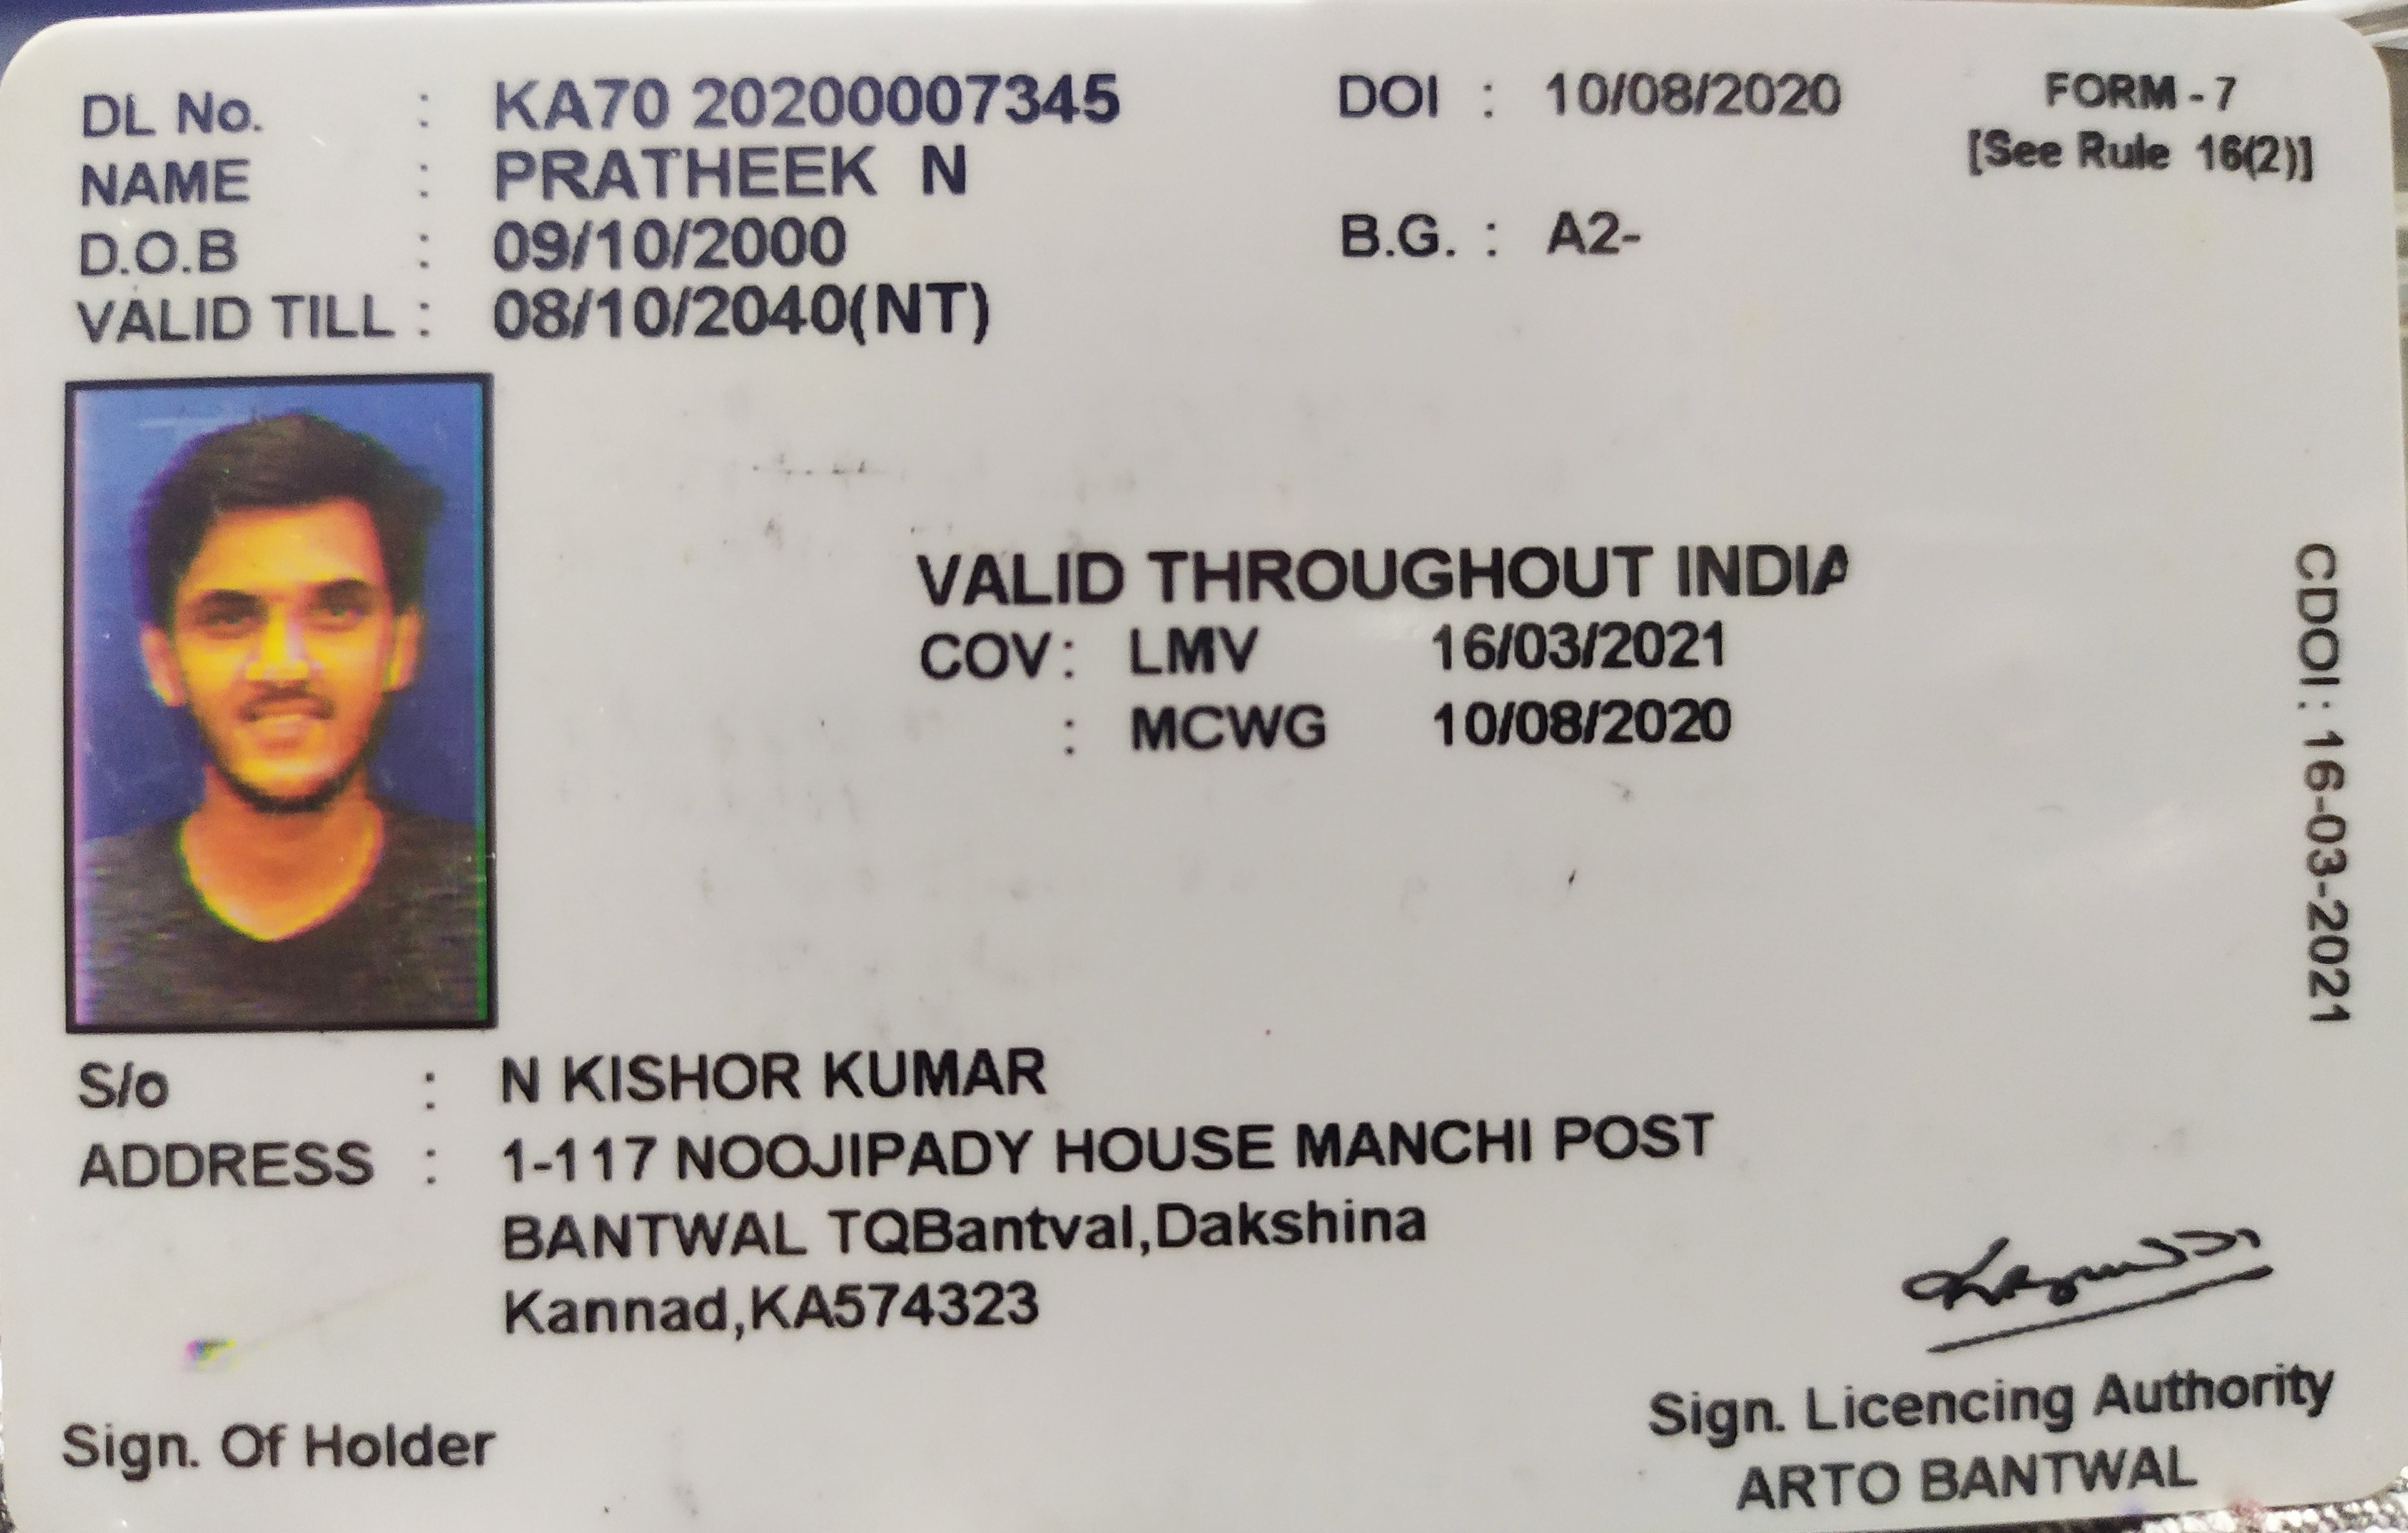 DL No. : KA70 20200007345 DOI : 10/08/2020 FORM - 7
[See Rule 16(2)]
NAME : PRATHEEK N
D.O.B : 09/10/2000 B.G. : A2-
VALID TILL : 08/10/2040(NT)
VALID THROUGHOUT INDIA
COV : LMV 16/03/2021
: MCWG 10/08/2020
CDOI : 16-03-2021
S/o : N KISHOR KUMAR
ADDRESS : 1-117 NOOJIPADY HOUSE MANCHI POST
BANTWAL TQBantval,Dakshina
Kannad,KA574323
Sign. Of Holder
Sign. Licencing Authority
ARTO BANTWAL